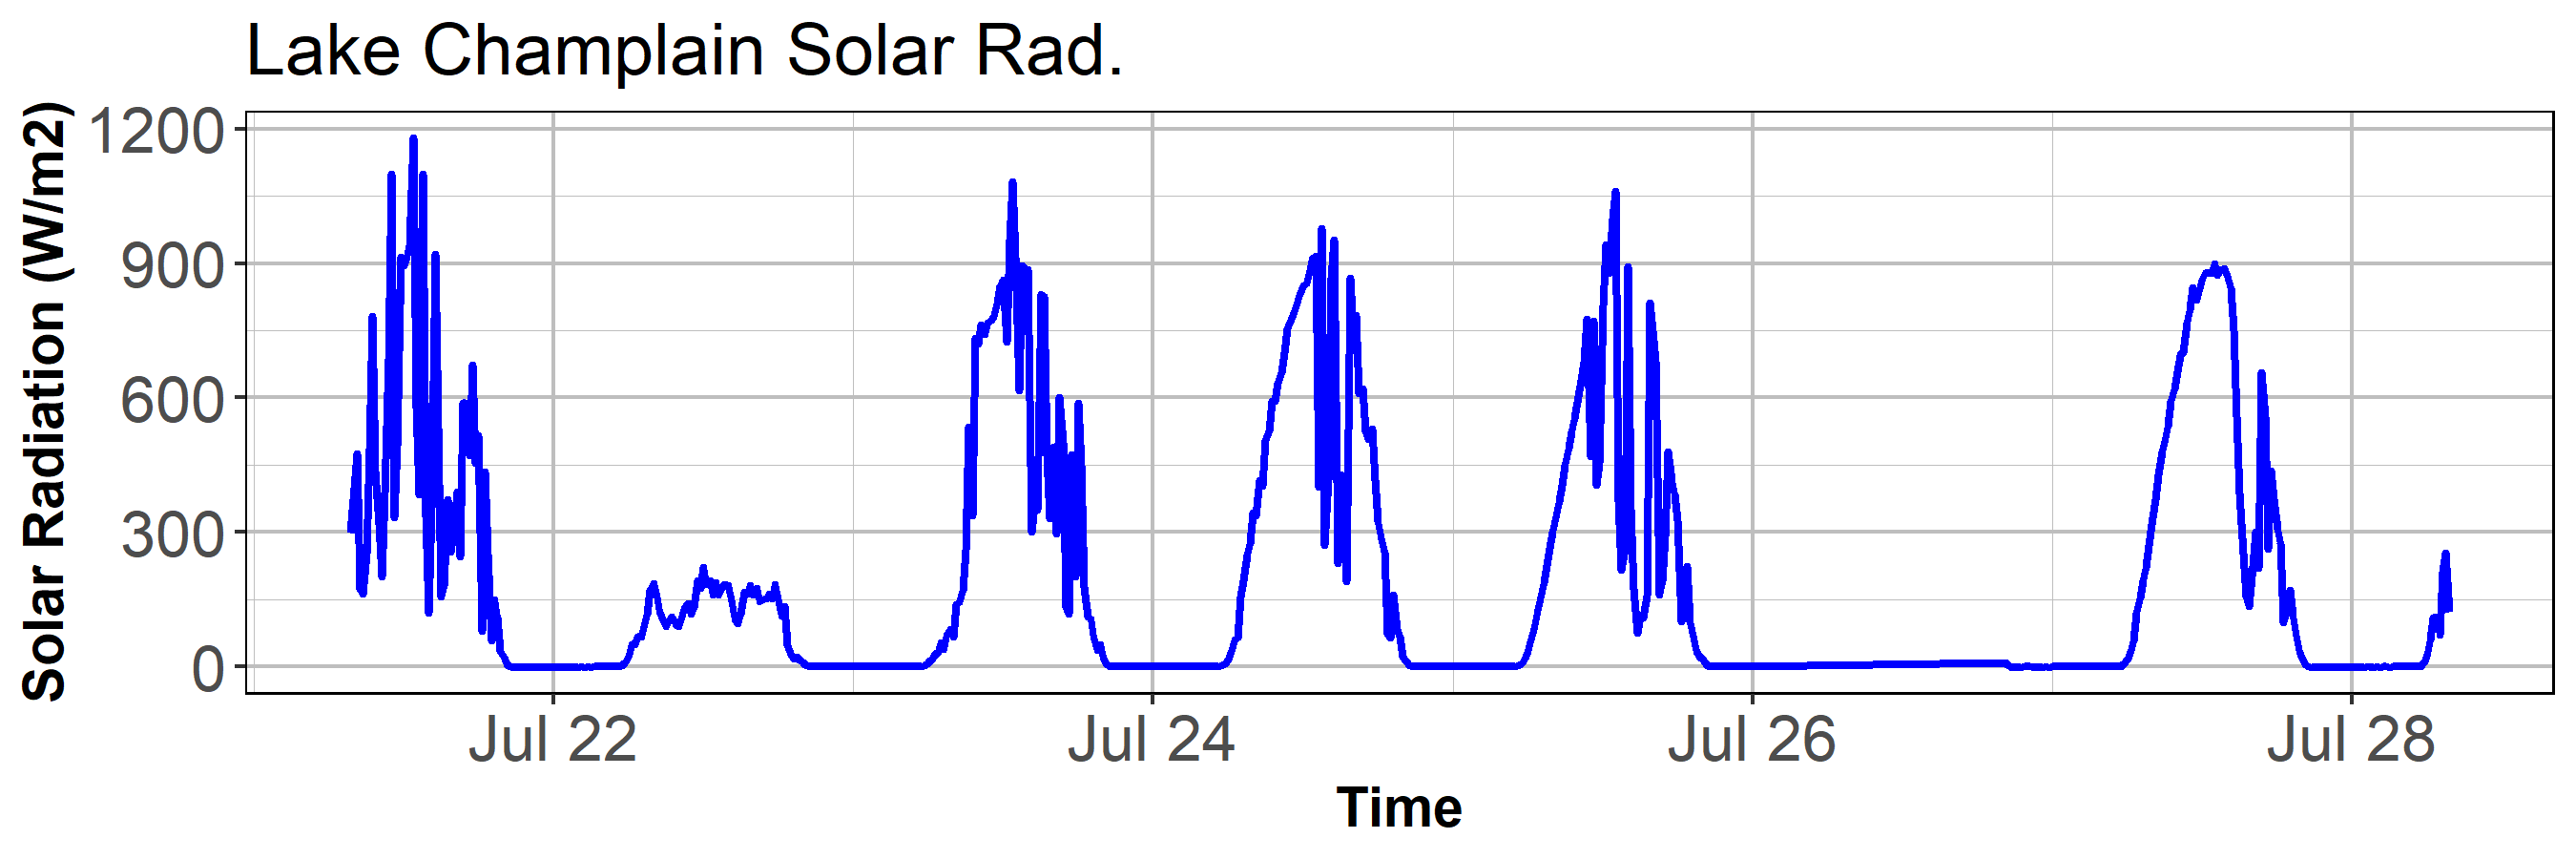 Lake Champlain Solar Rad.
Solar Radiation (W/m2)
1200
900
600
300
0
Jul 22 Jul 24 Jul 26 Jul 28
Time